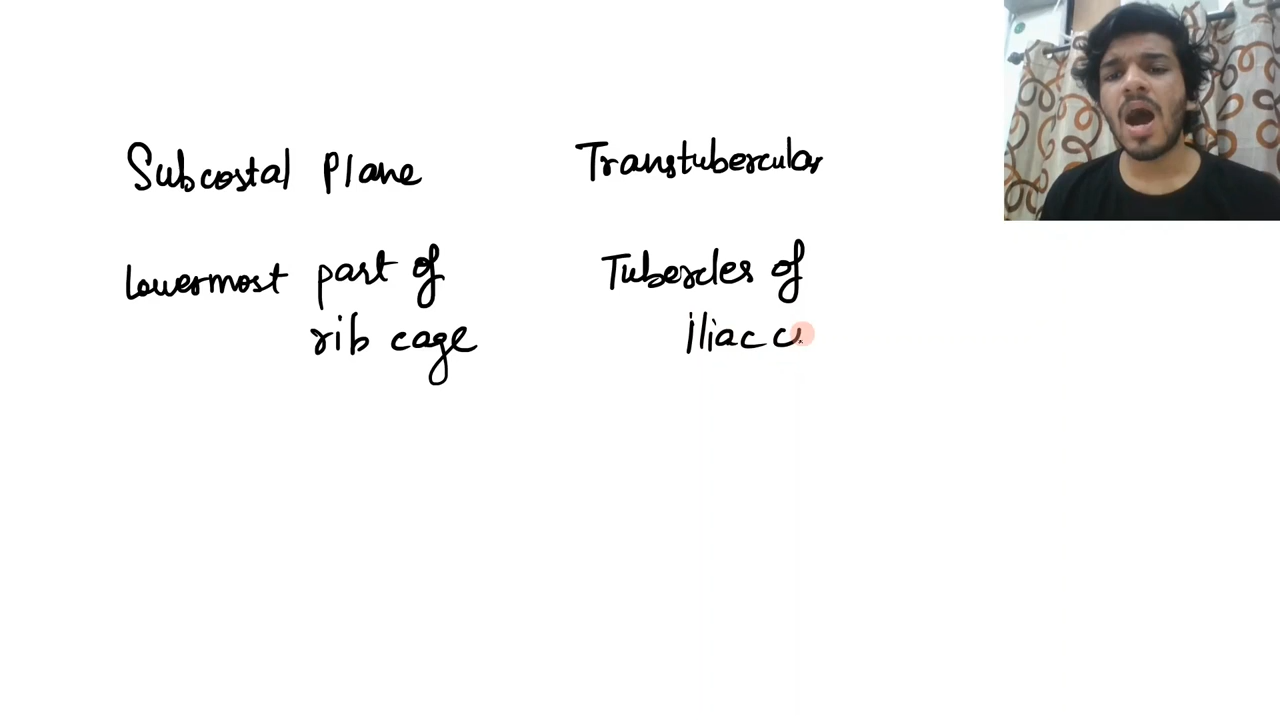 Subcostal Plane
Transtubercular
Lowermost part of
rib cage
Tubercles of
iliac